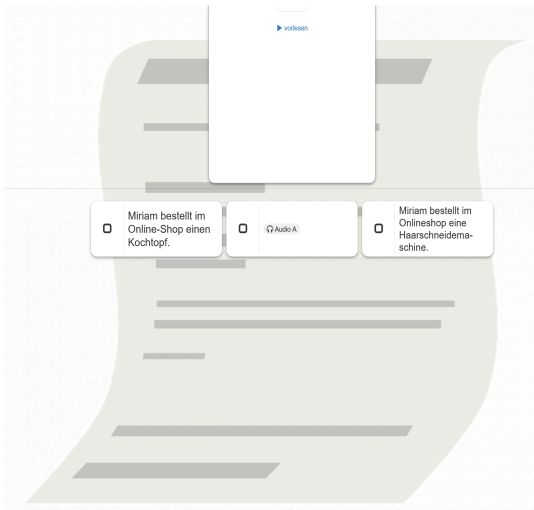 vorlesen
Miriam bestellt im
Online-Shop einen
Kochtopf.
Audio A
Miriam bestellt im
Onlineshop eine
Haarschneidema-
schine.